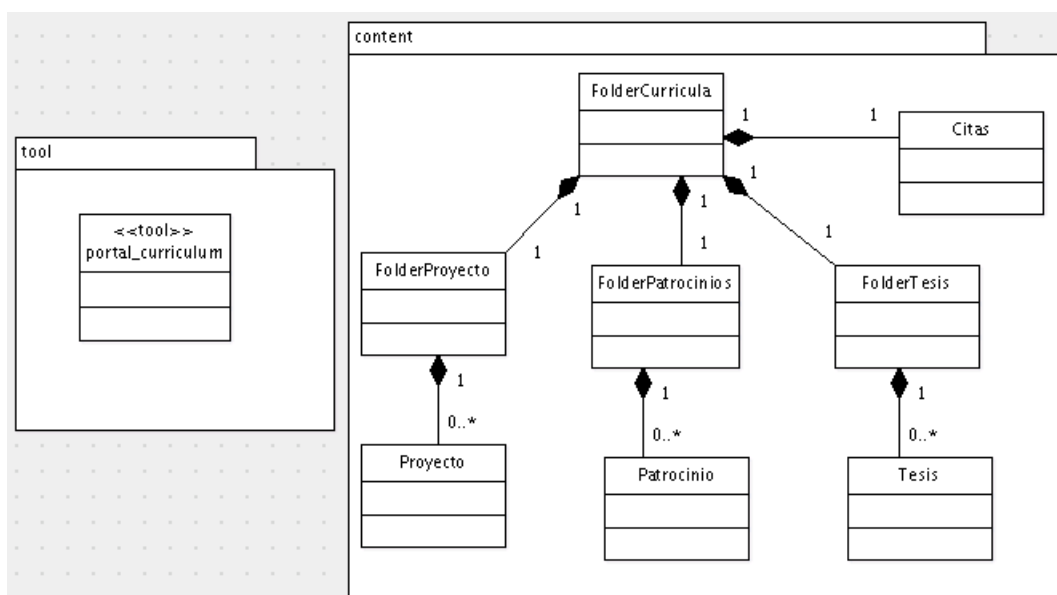 content
FolderCurricula
1
1
Citas
tool
<<tool>>
portal_curriculum
1
1
1
1
1
1
FolderProyecto
FolderPatrocinios
FolderTesis
1
1
1
0..*
0..*
0..*
Proyecto
Patrocinio
Tesis